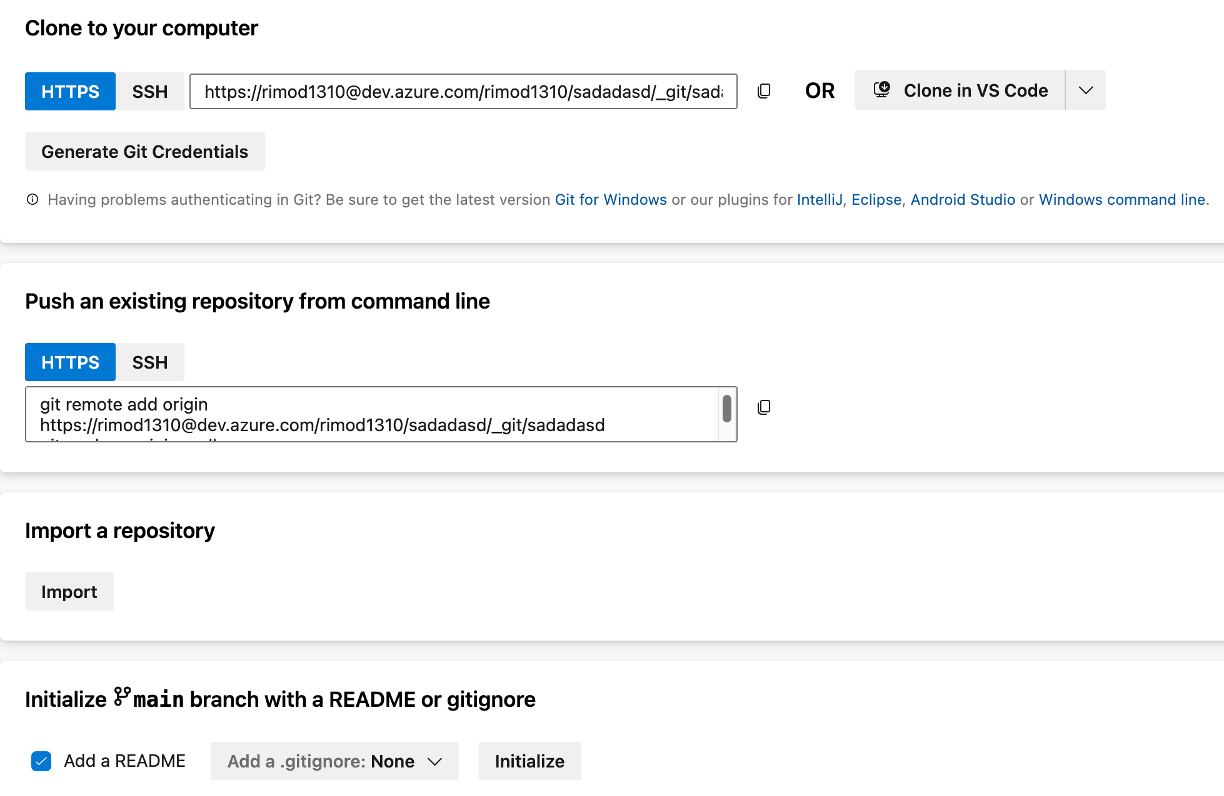 Clone to your computer
HTTPS SSH https://rimod1310@dev.azure.com/rimod1310/sadadasd/_git/sada OR Clone in VS Code
Generate Git Credentials
Having problems authenticating in Git? Be sure to get the latest version Git for Windows or our plugins for IntelliJ, Eclipse, Android Studio or Windows command line.
Push an existing repository from command line
HTTPS SSH
git remote add origin
https://rimod1310@dev.azure.com/rimod1310/sadadasd/_git/sadadasd
Import a repository
Import
Initialize main branch with a README or gitignore
Add a README Add a .gitignore: None Initialize